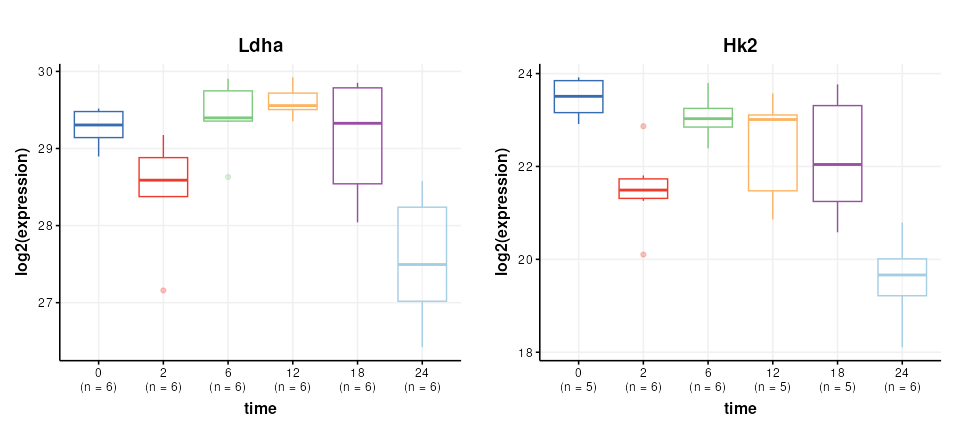 Ldha
log2(expression)
30
29
28
27
0 2 6 12 18 24
(n = 6) (n = 6) (n = 6) (n = 6) (n = 6) (n = 6)
time
Hk2
log2(expression)
24
22
20
18
0 2 6 12 18 24
(n = 5) (n = 6) (n = 6) (n = 5) (n = 5) (n = 6)
time